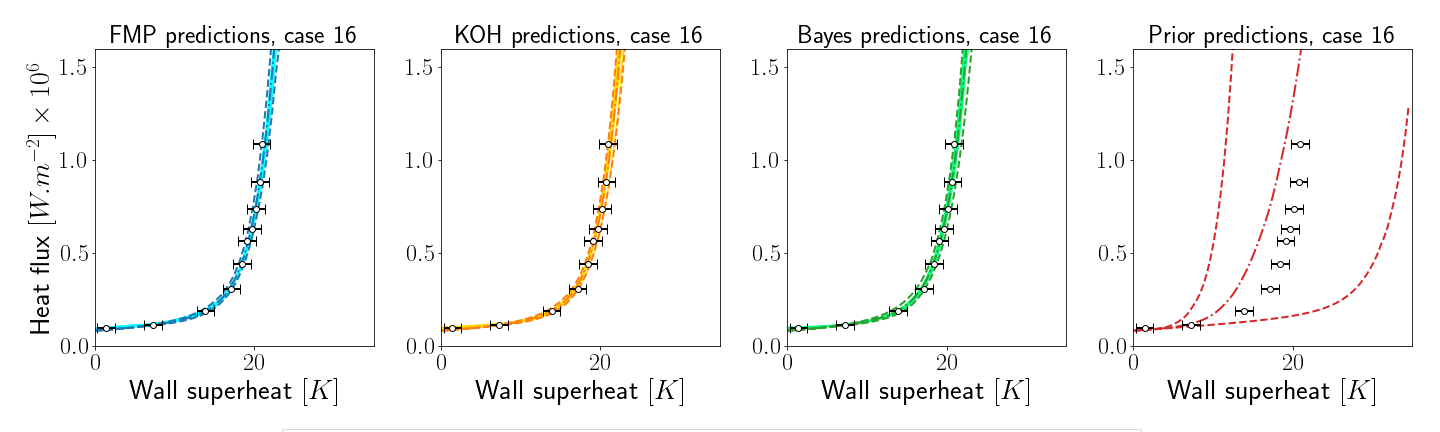 FMP predictions, case 16
KOH predictions, case 16
Bayes predictions, case 16
Prior predictions, case 16
Heat flux [W.m⁻²] × 10⁶
1.5
1.0
0.5
0.0
0
20
Wall superheat [K]
1.5
1.0
0.5
0.0
0
20
Wall superheat [K]
1.5
1.0
0.5
0.0
0
20
Wall superheat [K]
1.5
1.0
0.5
0.0
0
20
Wall superheat [K]